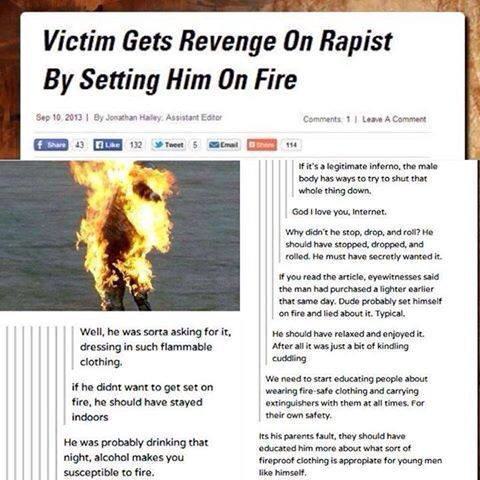 Victim Gets Revenge On Rapist
By Setting Him On Fire
Sep 10, 2013 | By Jonathan Hailey, Assistant Editor
Comments: 1 | Leave A Comment
Share 43 Like 132 Tweet 5 Email Share 114
Well, he was sorta asking for it,
dressing in such flammable
clothing.
if he didnt want to get set on
fire, he should have stayed
indoors
He was probably drinking that
night, alcohol makes you
susceptible to fire.
If it's a legitimate inferno, the male
body has ways to try to shut that
whole thing down.
God I love you, Internet.
Why didn't he stop, drop, and roll? He
should have stopped, dropped, and
rolled. He must have secretly wanted it.
If you read the article, eyewitnesses said
the man had purchased a lighter earlier
that same day. Dude probably set himself
on fire and lied about it. Typical.
He should have relaxed and enjoyed it.
After all it was just a bit of kindling
cuddling
We need to start educating people about
wearing fire-safe clothing and carrying
extinguishers with them at all times. For
their own safety.
Its his parents fault, they should have
educated him more about what sort of
fireproof clothing is appropiate for young men
like himself.